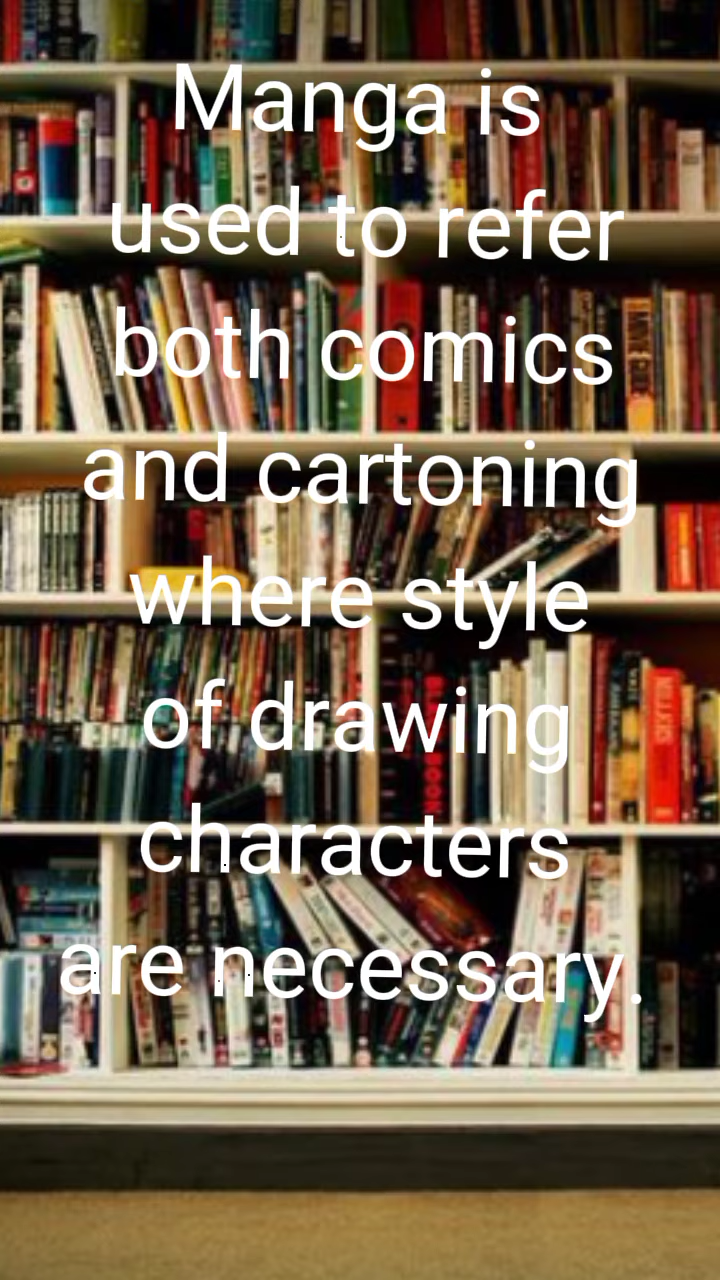 Manga is
used to refer
both comics
and cartoning
where style
of drawing
characters
are necessary.